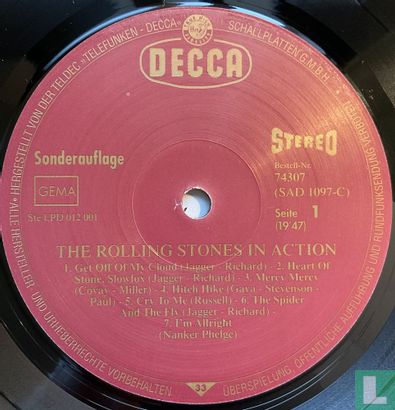 »TELEFUNKEN - DECCA« SCHALLPLATTEN G.M.B.H.
ALLE HERSTELLER- UND URHEBERRECHTE VORBEHALTEN
ÜBERSPIELUNG, ÖFFENTLICHE AUFFÜHRUNG UND RUNDFUNKSENDUNG VERBOTEN
HERGESTELLT VON DER TELDEC
DECCA
Sonderauflage
STEREO
GEMA
Bestell-Nr.
74307
(SAD 1097-C)
Ste LPD 012 001
Seite 1
(19'47)
THE ROLLING STONES IN ACTION
1. Get Off Of My Cloud (Jagger - Richard) - 2. Heart Of
Stone, Slowfox (Jagger - Richard) - 3. Mercy Mercy
(Covay - Miller) - 4. Hitch Hike (Gava - Stevenson -
Paul) - 5. Cry To Me (Russell) - 6. The Spider
And The Fly (Jagger - Richard) -
7. I'm Allright
(Nanker Phelge)
33
catawiki